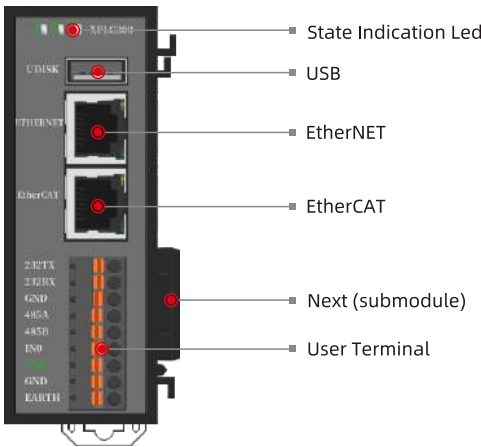 XPLC300
State Indication Led
UDISK
USB
ETHERNET
EtherNET
EtherCAT
EtherCAT
232TX
232RX
GND
485A
485B
IN0
GND
EARTH
Next (submodule)
User Terminal